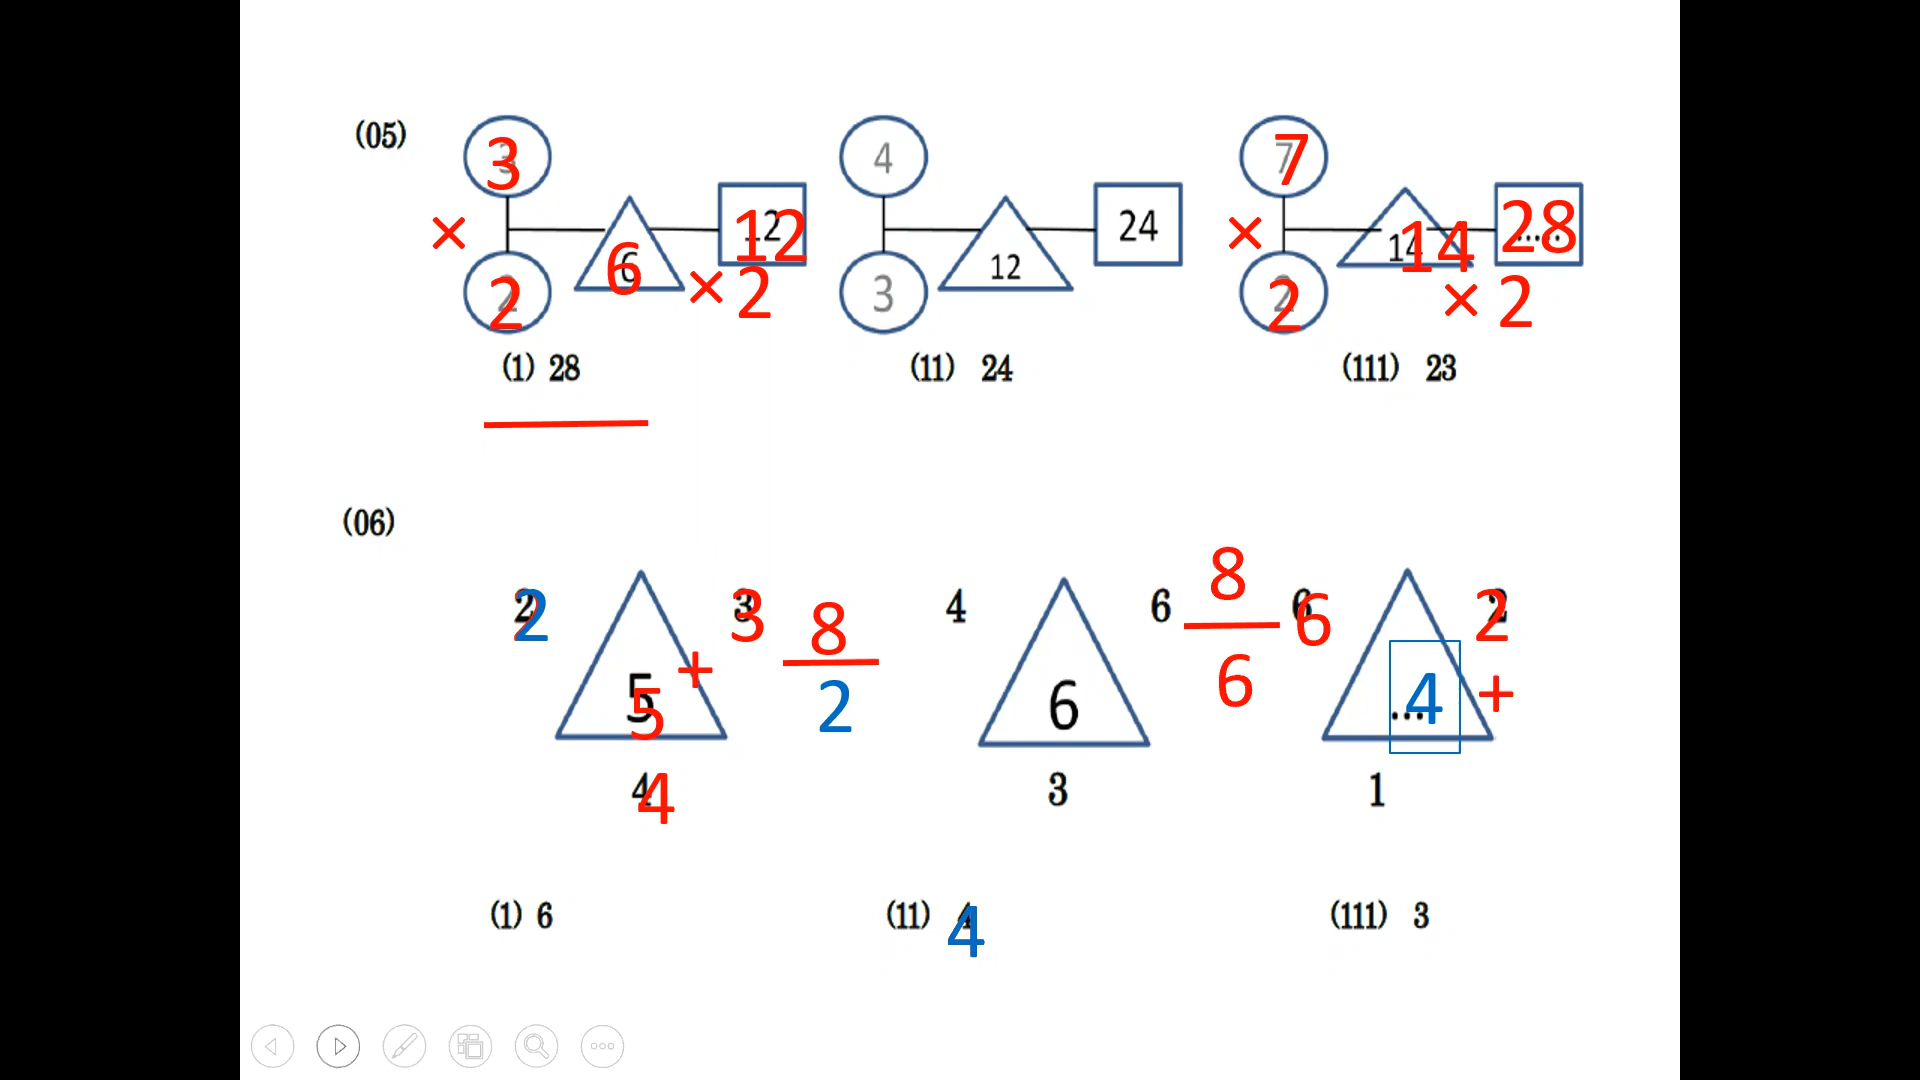 (05)
3 4 7
× 12 24 × 28
6 12 14
2 × 2 3 2 × 2
(1) 28 (11) 24 (111) 23
(06)
8
2 3 8 4 6 6 6 2
5 + 2 6 4 +
4 3 1
(1) 6 (11) 4 (111) 3